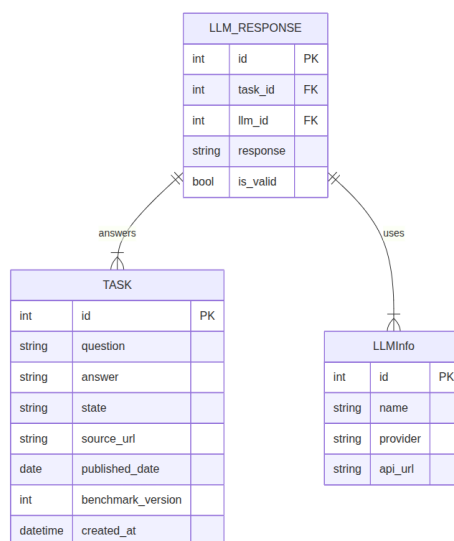 LLM_RESPONSE
int id PK
int task_id FK
int llm_id FK
string response
bool is_valid
answers
uses
TASK
int id PK
string question
string answer
string state
string source_url
date published_date
int benchmark_version
datetime created_at
LLMInfo
int id PK
string name
string provider
string api_url